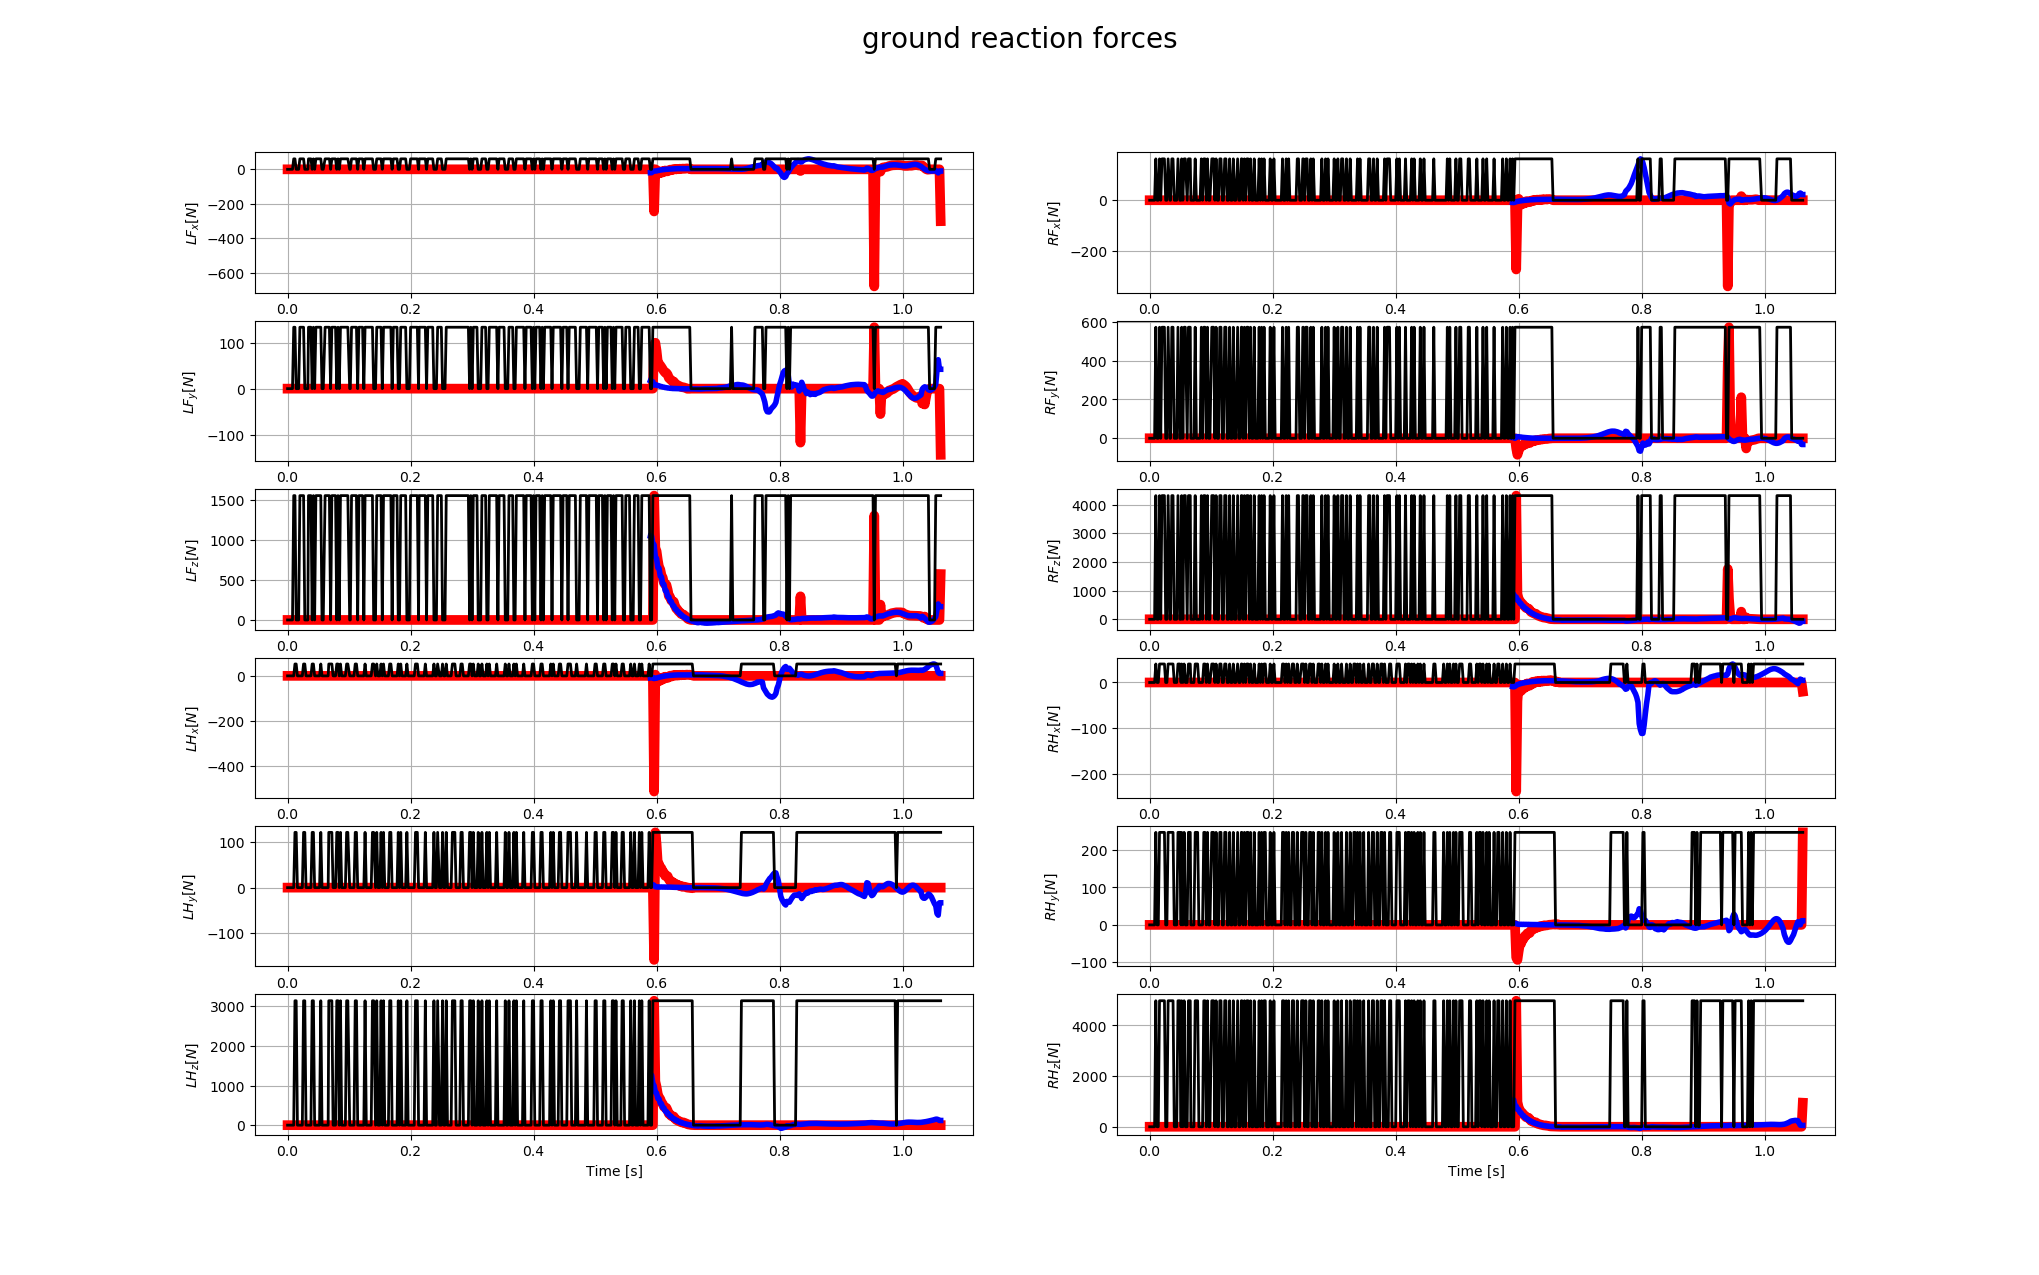 ground reaction forces
LF_x[N]
0
−200
−400
−600
0.0 0.2 0.4 0.6 0.8 1.0
RF_x[N]
0
−200
0.0 0.2 0.4 0.6 0.8 1.0
LF_y[N]
100
0
−100
0.0 0.2 0.4 0.6 0.8 1.0
RF_y[N]
600
400
200
0
0.0 0.2 0.4 0.6 0.8 1.0
LF_z[N]
1500
1000
500
0
0.0 0.2 0.4 0.6 0.8 1.0
RF_z[N]
4000
3000
2000
1000
0
0.0 0.2 0.4 0.6 0.8 1.0
LH_x[N]
0
−200
−400
0.0 0.2 0.4 0.6 0.8 1.0
RH_x[N]
0
−100
−200
0.0 0.2 0.4 0.6 0.8 1.0
LH_y[N]
100
0
−100
0.0 0.2 0.4 0.6 0.8 1.0
RH_y[N]
200
100
0
−100
0.0 0.2 0.4 0.6 0.8 1.0
LH_z[N]
3000
2000
1000
0
0.0 0.2 0.4 0.6 0.8 1.0
Time [s]
RH_z[N]
4000
2000
0
0.0 0.2 0.4 0.6 0.8 1.0
Time [s]